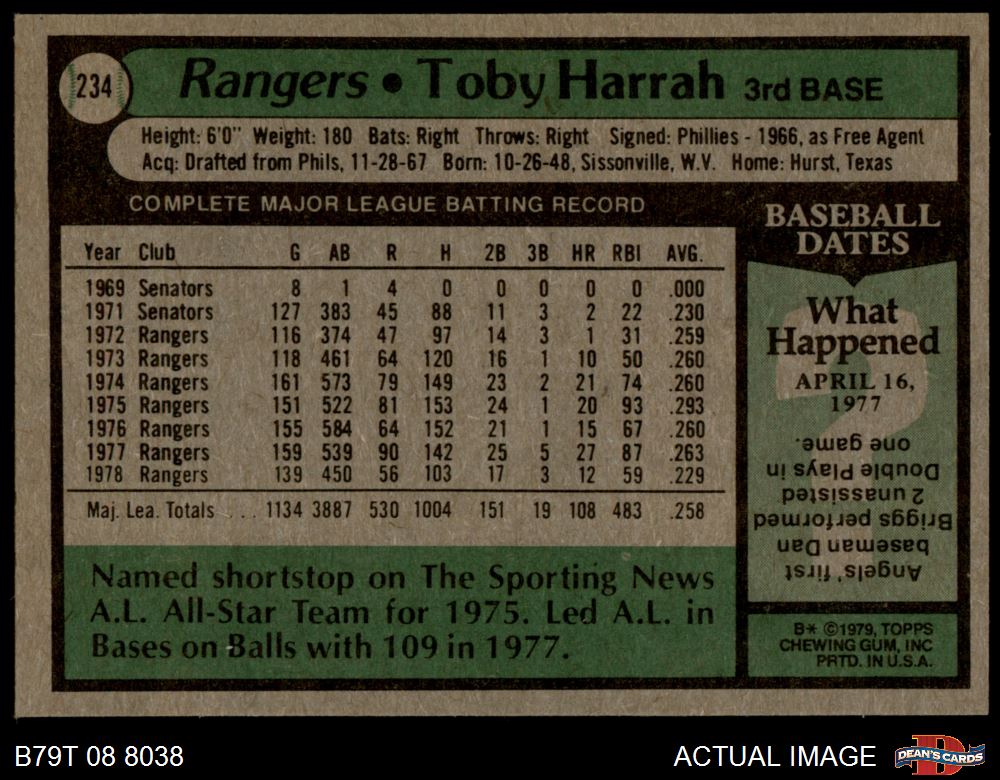 234
Rangers • Toby Harrah 3rd BASE
Height: 6'0" Weight: 180 Bats: Right Throws: Right Signed: Phillies - 1966, as Free Agent
Acq: Drafted from Phils, 11-28-67 Born: 10-26-48, Sissonville, W.V. Home: Hurst, Texas
COMPLETE MAJOR LEAGUE BATTING RECORD
Year Club G AB R H 2B 3B HR RBI AVG.
1969 Senators 8 1 4 0 0 0 0 0 .000
1971 Senators 127 383 45 88 11 3 2 22 .230
1972 Rangers 116 374 47 97 14 3 1 31 .259
1973 Rangers 118 461 64 120 16 1 10 50 .260
1974 Rangers 161 573 79 149 23 2 21 74 .260
1975 Rangers 151 522 81 153 24 1 20 93 .293
1976 Rangers 155 584 64 152 21 1 15 67 .260
1977 Rangers 159 539 90 142 25 5 27 87 .263
1978 Rangers 139 450 56 103 17 3 12 59 .229
Maj. Lea. Totals . . . 1134 3887 530 1004 151 19 108 483 .258
Named shortstop on The Sporting News
A.L. All-Star Team for 1975. Led A.L. in
Bases on Balls with 109 in 1977.
BASEBALL
DATES
What
Happened
APRIL 16,
1977
Angels' first
baseman Dan
Briggs performed
2 unassisted
Double Plays in
one game.
B* ©1979, TOPPS
CHEWING GUM, INC
PRTD. IN U.S.A.
B79T 08 8038
ACTUAL IMAGE
DEAN'S CARDS